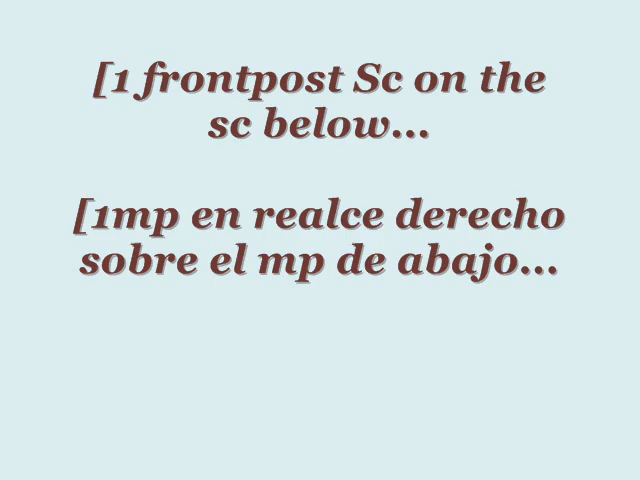 [1 frontpost Sc on the
sc below...
[1mp en realce derecho
sobre el mp de abajo...